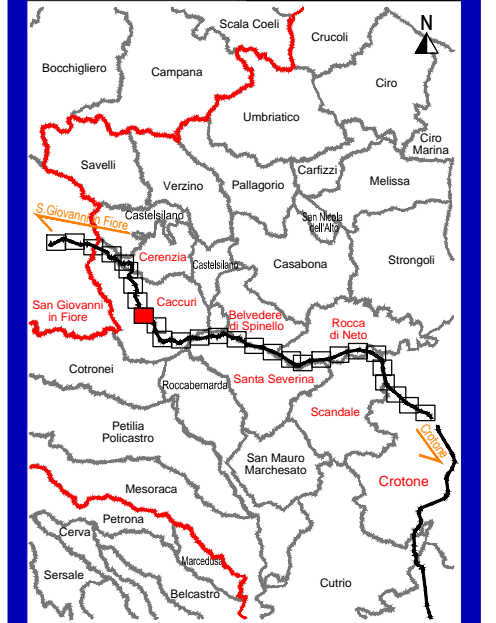 Scala Coeli
Crucoli
N
Bocchigliero
Campana
Ciro
Umbriatico
Ciro
Marina
Savelli
Verzino
Pallagorio
Carfizzi
Melissa
S.Giovanni in Fiore
Castelsilano
San Nicola
dell'Alto
Cerenzia
Castelsilano
Casabona
Strongoli
San Giovanni
in Fiore
Caccuri
Belvedere
di Spinello
Rocca
di Neto
Cotronei
Roccabernarda
Santa Severina
Scandale
Petilia
Policastro
Crotone
San Mauro
Marchesato
Crotone
Mesoraca
Petrona
Cerva
Marcedusa
Sersale
Belcastro
Cutrio